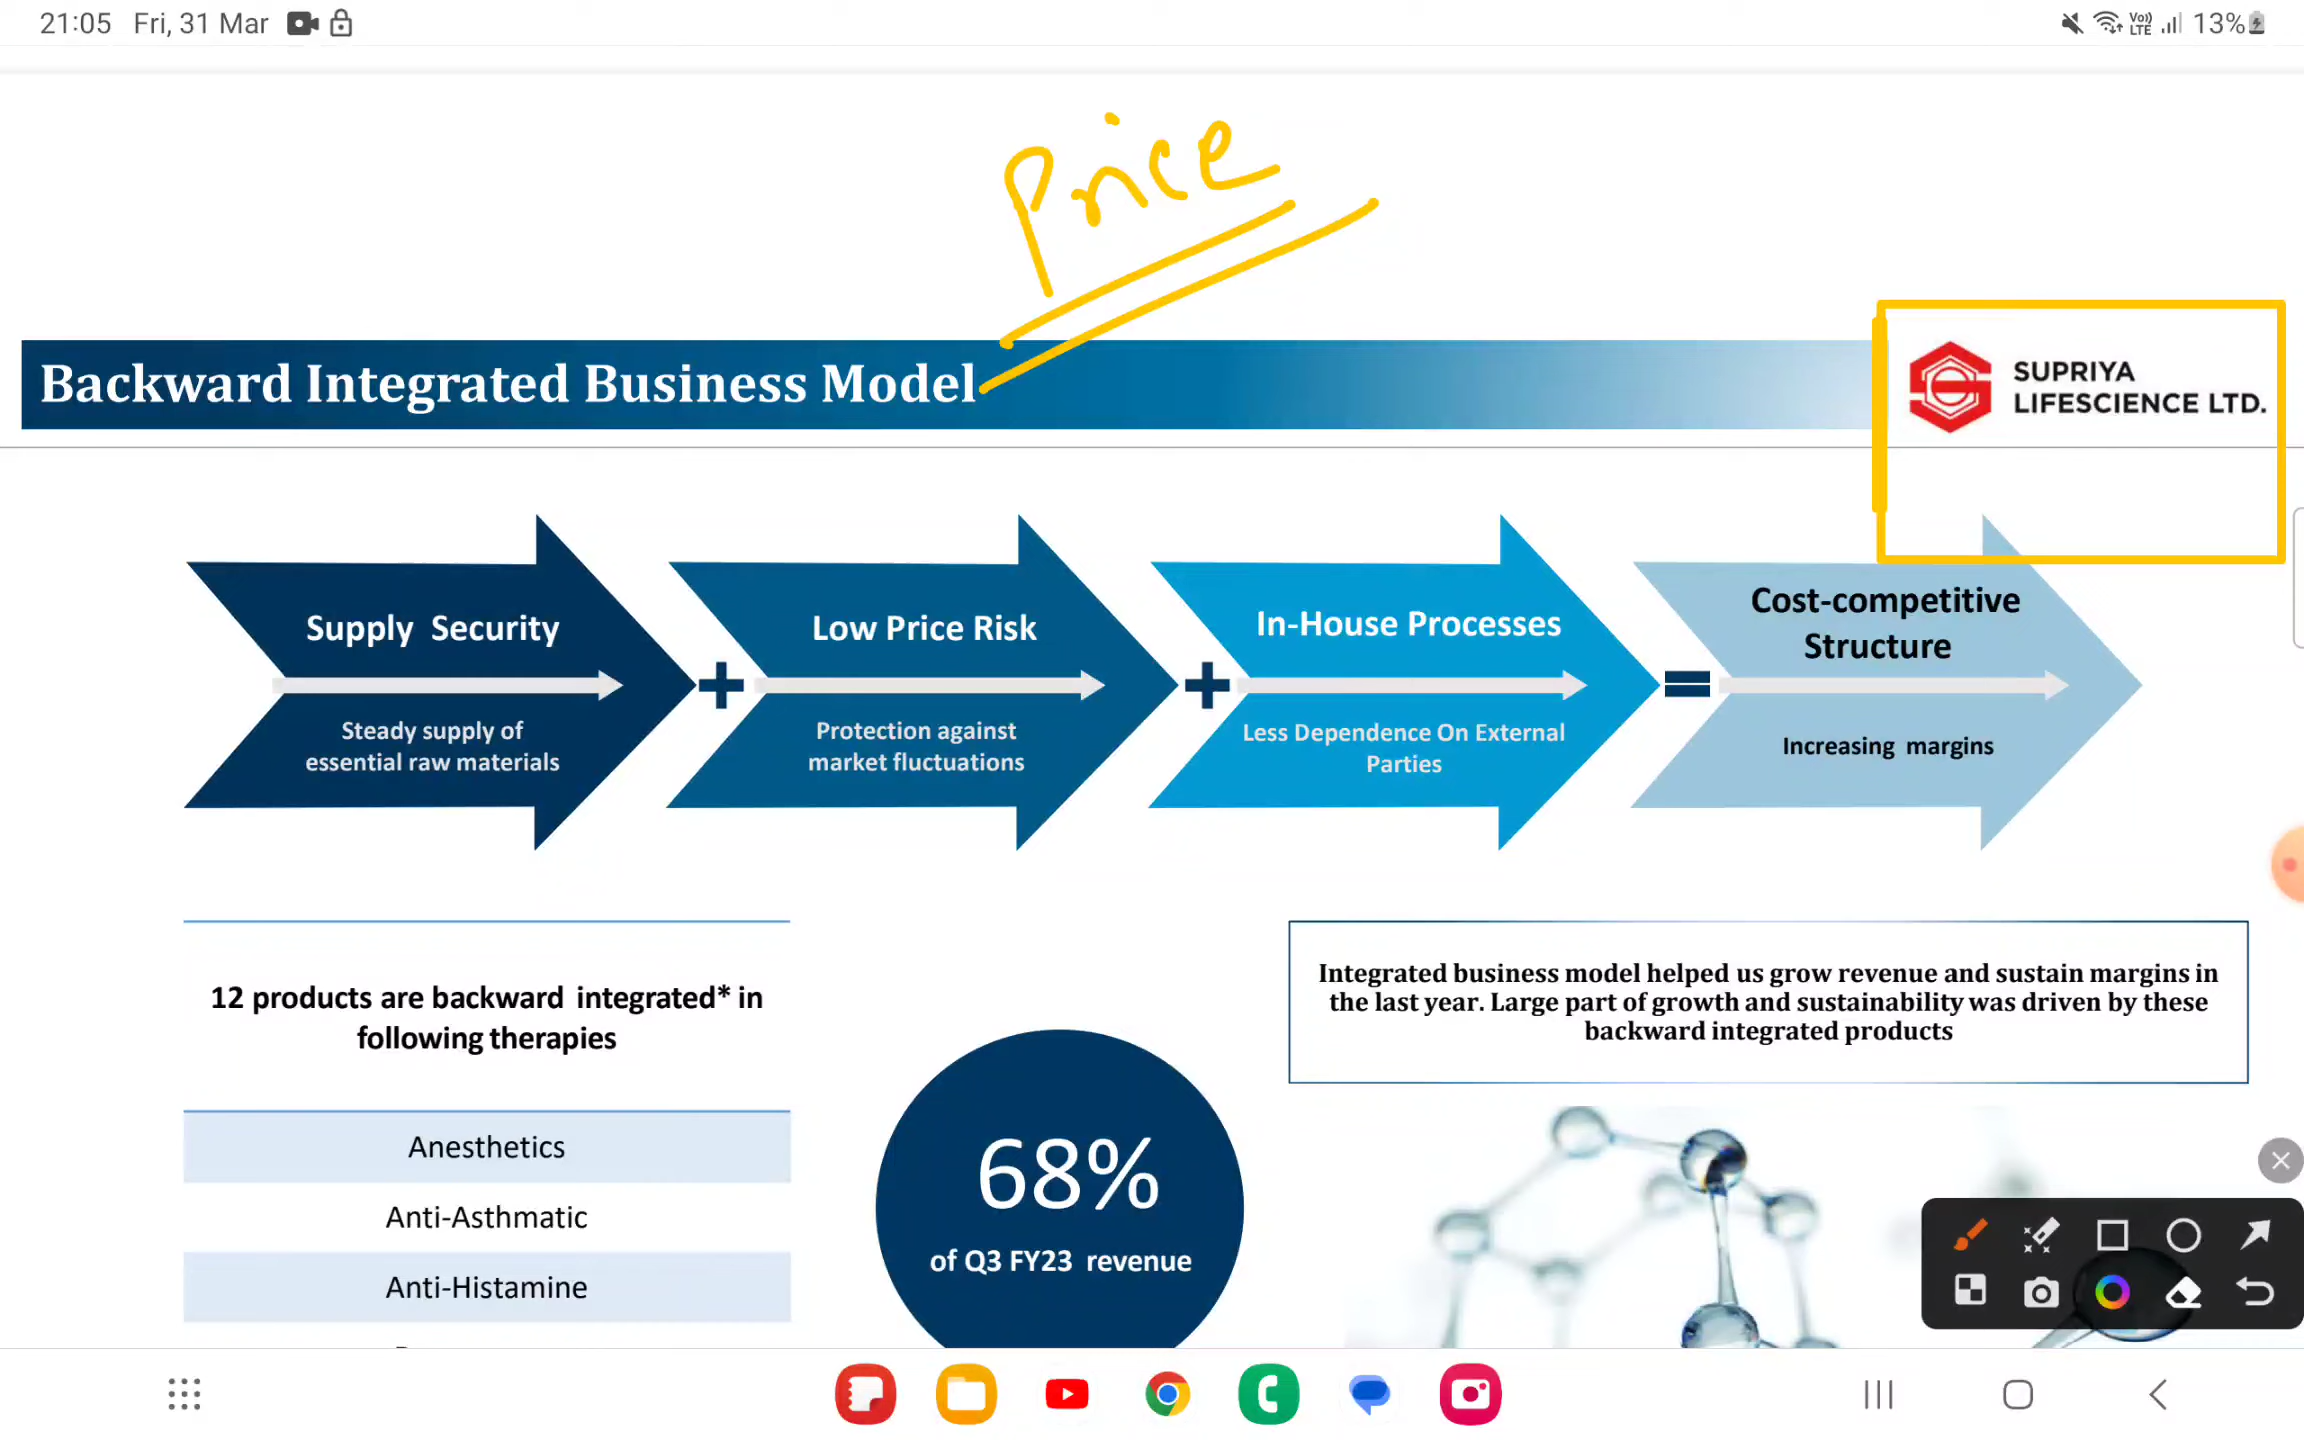 21:05 Fri, 31 Mar
Vo))
LTE
13%
Price
Backward Integrated Business Model
SUPRIYA
LIFESCIENCE LTD.
Supply Security
Steady supply of
essential raw materials
Low Price Risk
Protection against
market fluctuations
In-House Processes
Less Dependence On External
Parties
Cost-competitive
Structure
Increasing margins
12 products are backward integrated* in
following therapies
Anesthetics
Anti-Asthmatic
Anti-Histamine
68%
of Q3 FY23 revenue
Integrated business model helped us grow revenue and sustain margins in
the last year. Large part of growth and sustainability was driven by these
backward integrated products